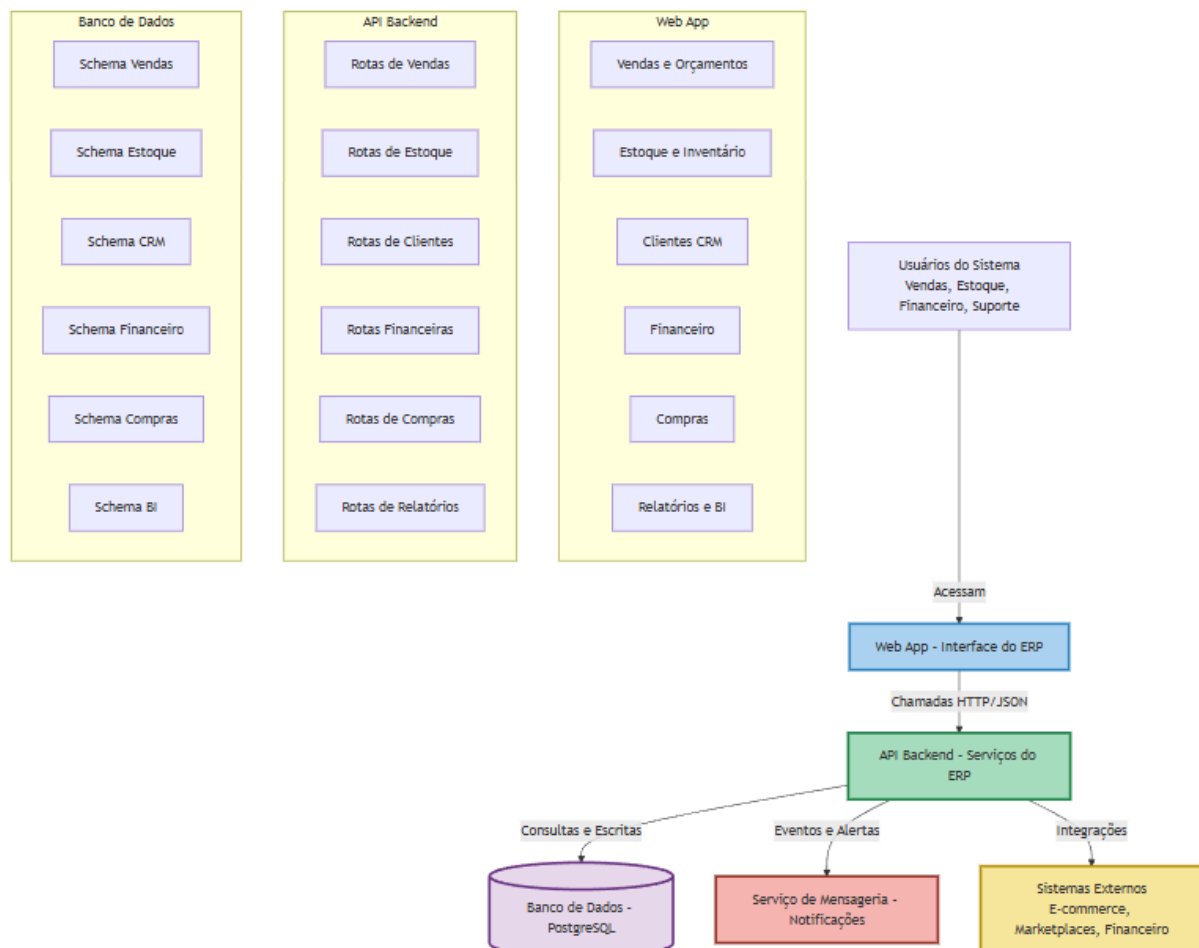 Banco de Dados
Schema Vendas
Schema Estoque
Schema CRM
Schema Financeiro
Schema Compras
Schema BI
API Backend
Rotas de Vendas
Rotas de Estoque
Rotas de Clientes
Rotas Financeiras
Rotas de Compras
Rotas de Relatórios
Web App
Vendas e Orçamentos
Estoque e Inventário
Clientes CRM
Financeiro
Compras
Relatórios e BI
Usuários do Sistema
Vendas, Estoque,
Financeiro, Suporte
Acessam
Web App - Interface do ERP
Chamadas HTTP/JSON
API Backend - Serviços do
ERP
Consultas e Escritas
Eventos e Alertas
Integrações
Banco de Dados -
PostgreSQL
Serviço de Mensageria -
Notificações
Sistemas Externos
E-commerce,
Marketplaces, Financeiro